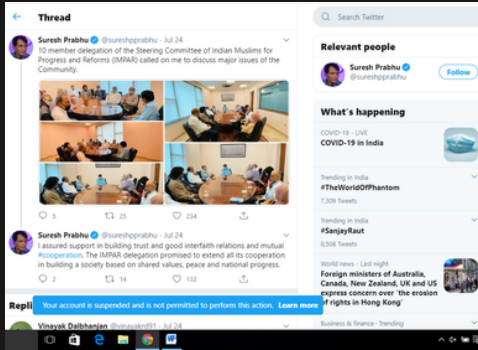 Thread
Suresh Prabhu @sureshpprabhu · Jul 24
10 member delegation of the Steering Committee of Indian Muslims for
Progress and Reforms (IMPAR) called on me to discuss major issues of the
Community.
5 25 234
Suresh Prabhu @sureshpprabhu · Jul 24
I assured support in building trust and good interfaith relations and mutual
#cooperation. The IMPAR delegation promised to extend all its cooperation
in building a society based on shared values, peace and national progress.
2 14 132
Repli
Your account is suspended and is not permitted to perform this action. Learn more
Vinayak Dalbhanjan @vinayakrd91 · Jul 24
Search Twitter
Relevant people
Suresh Prabhu
@sureshpprabhu
Follow
What's happening
COVID-19 · LIVE
COVID-19 in India
Trending in India
#TheWorldOfPhantom
7,309 Tweets
Trending in India
#SanjayRaut
8,506 Tweets
World news · Last night
Foreign ministers of Australia,
Canada, New Zealand, UK and US
express concern over 'the erosion
of rights in Hong Kong'
Business & finance · Trending